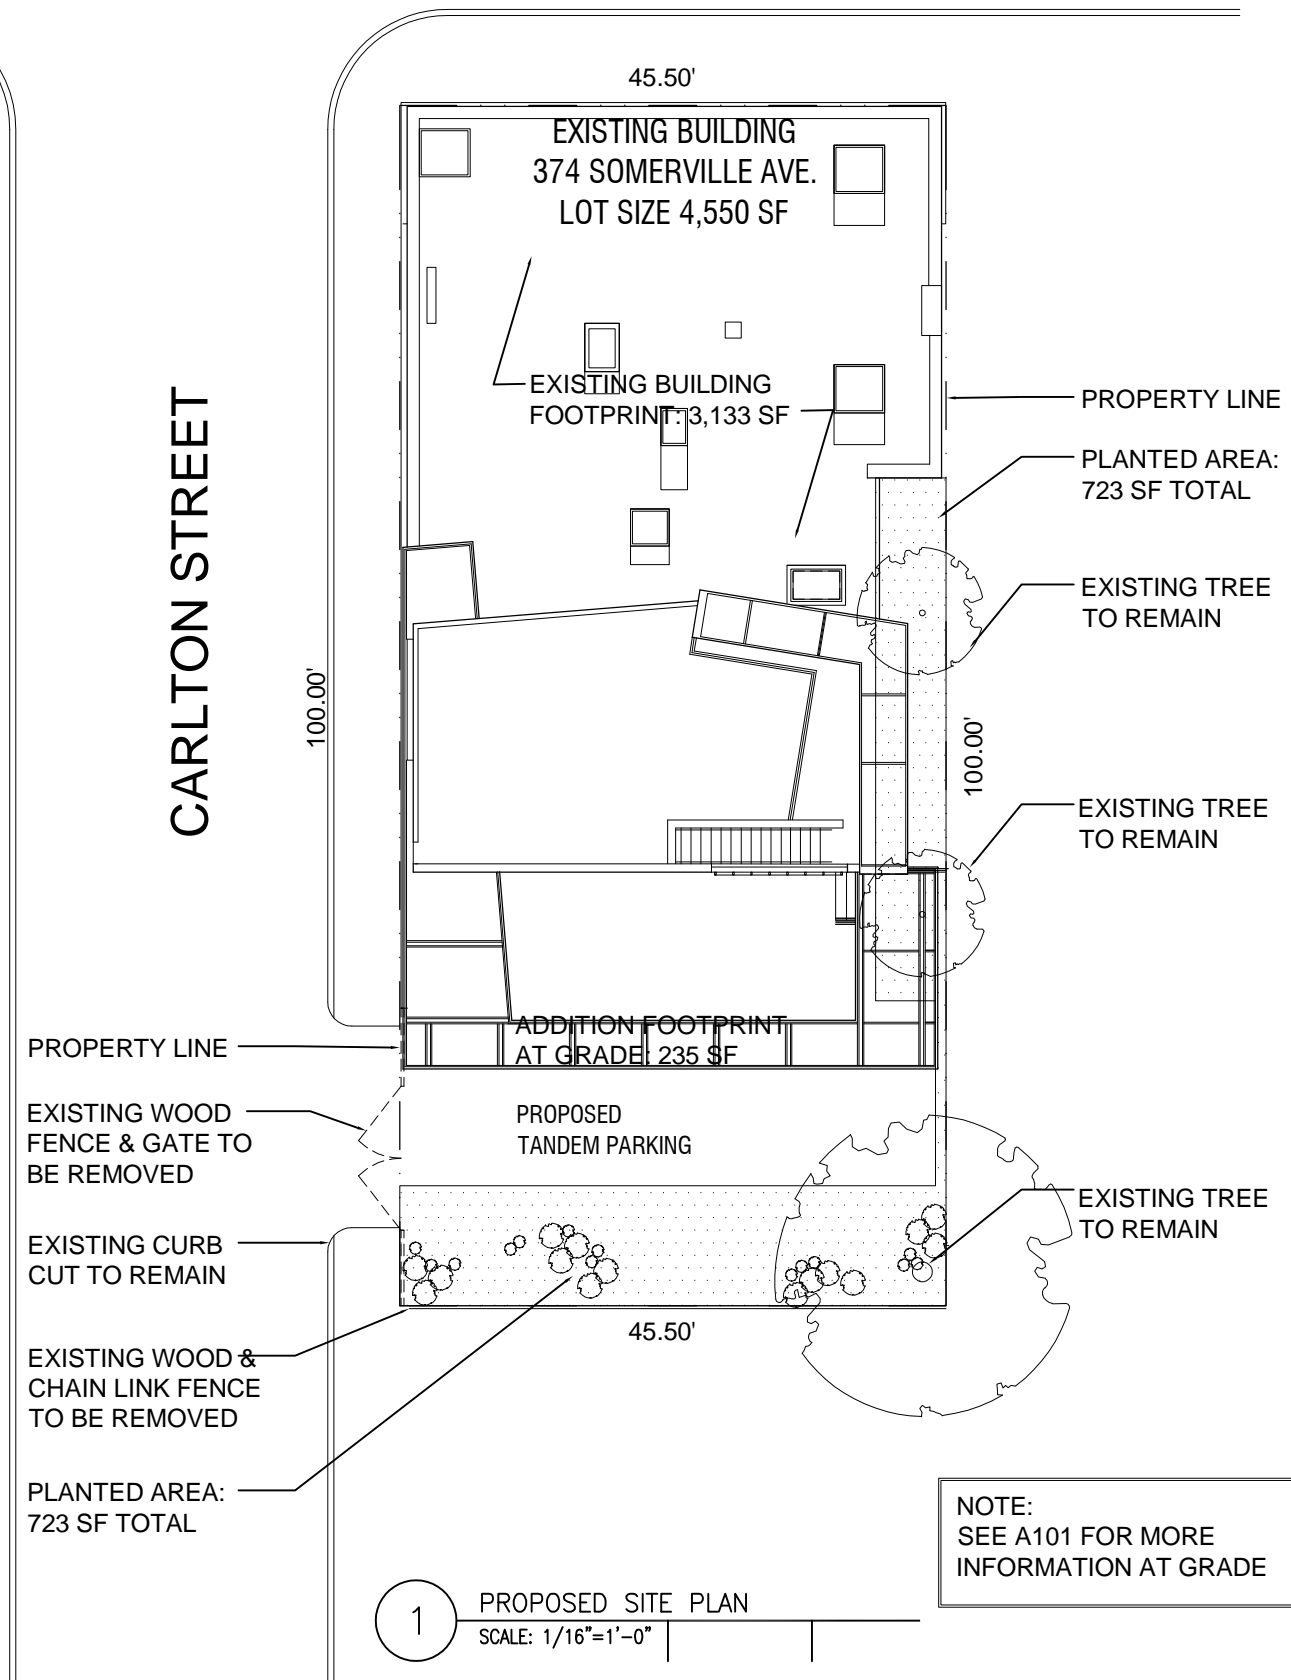 45.50'
EXISTING BUILDING
374 SOMERVILLE AVE.
LOT SIZE 4,550 SF
EXISTING BUILDING
FOOTPRINT: 3,133 SF
PROPERTY LINE
PLANTED AREA:
723 SF TOTAL
EXISTING TREE
TO REMAIN
CARLTON STREET
100.00'
100.00'
EXISTING TREE
TO REMAIN
ADDITION FOOTPRINT
AT GRADE: 235 SF
PROPERTY LINE
EXISTING WOOD
FENCE & GATE TO
BE REMOVED
PROPOSED
TANDEM PARKING
EXISTING TREE
TO REMAIN
EXISTING CURB
CUT TO REMAIN
45.50'
EXISTING WOOD &
CHAIN LINK FENCE
TO BE REMOVED
PLANTED AREA:
723 SF TOTAL
NOTE:
SEE A101 FOR MORE
INFORMATION AT GRADE
1
PROPOSED SITE PLAN
SCALE: 1/16"=1'-0"